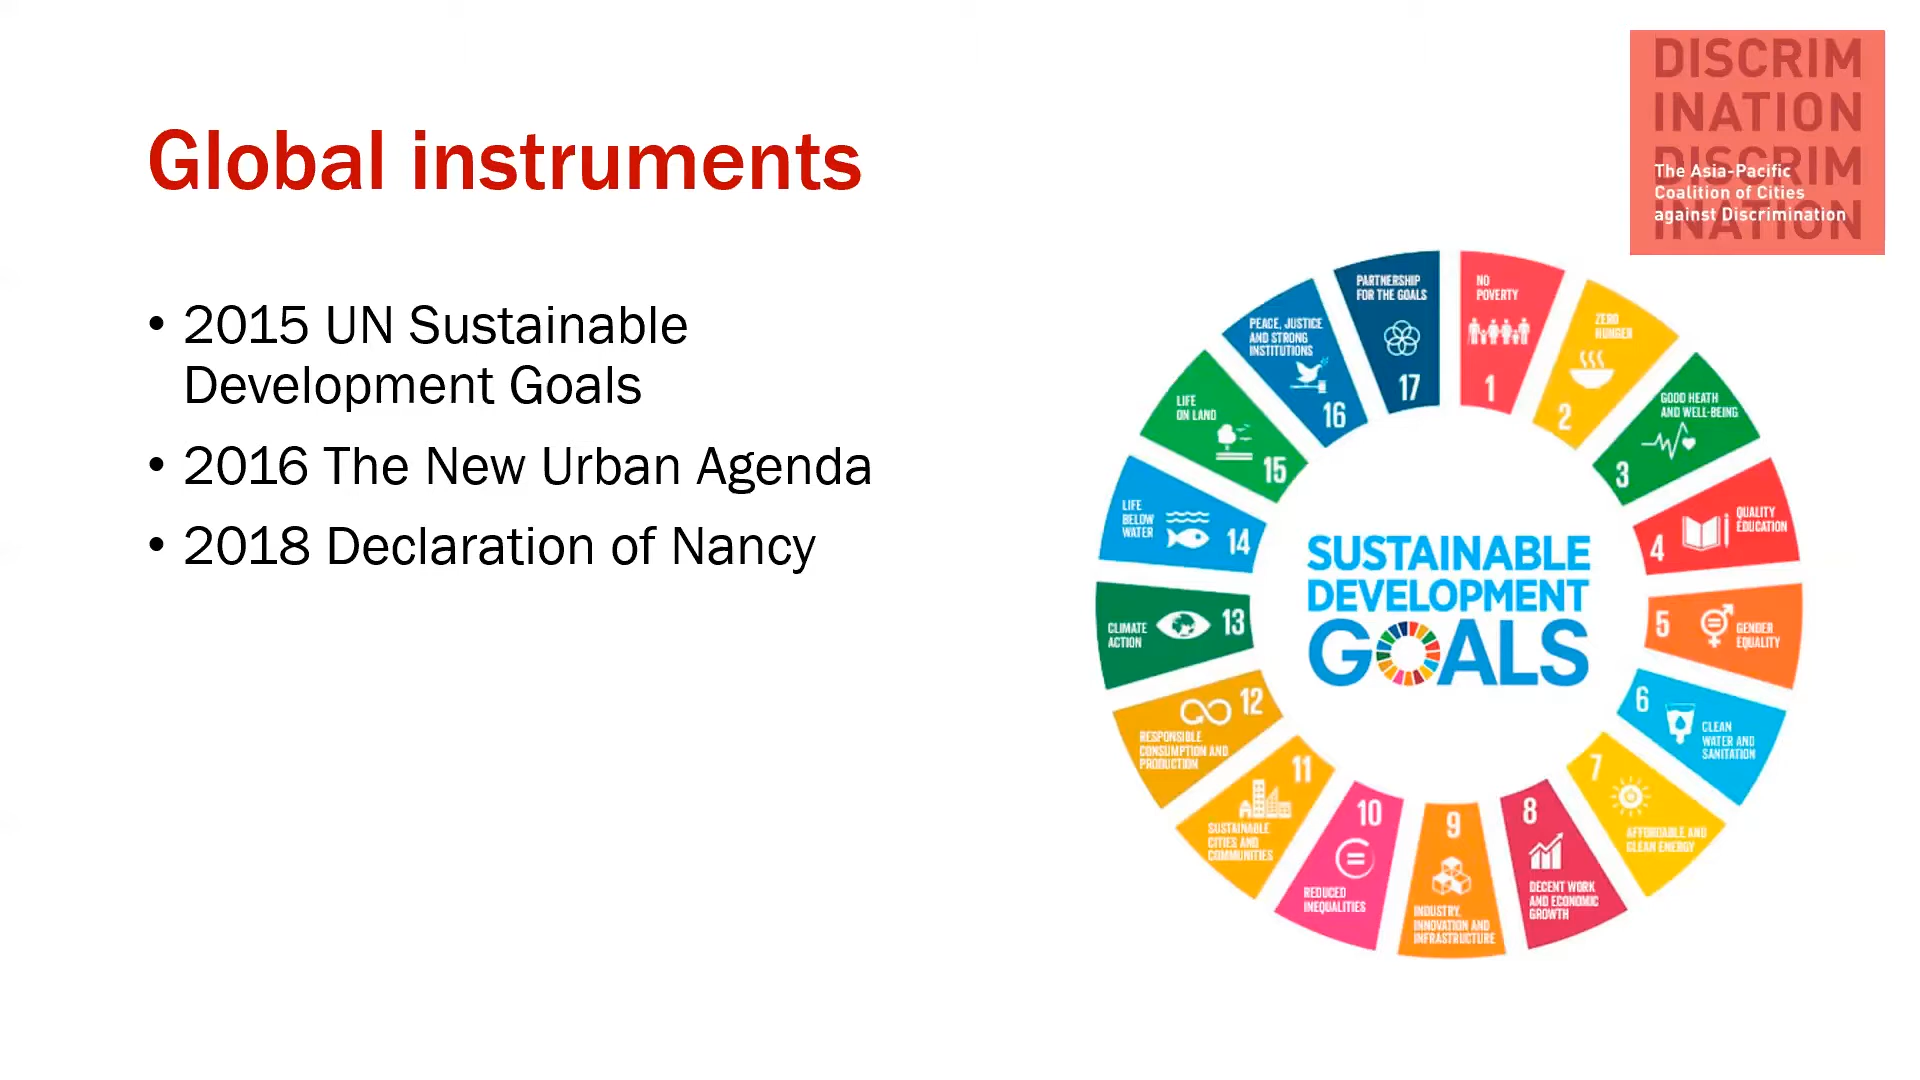 DISCRIM
INATION
DISCRIM
INATION
The Asia-Pacific
Coalition of Cities
against Discrimination
Global instruments
• 2015 UN Sustainable
Development Goals
• 2016 The New Urban Agenda
• 2018 Declaration of Nancy
SUSTAINABLE
DEVELOPMENT
GOALS
NO
POVERTY
1
ZERO
HUNGER
2
GOOD HEATH
AND WELL-BEING
3
QUALITY
EDUCATION
4
GENDER
EQUALITY
5
CLEAN
WATER AND
SANITATION
6
AFFORDABLE AND
CLEAN ENERGY
7
DECENT WORK
AND ECONOMIC
GROWTH
8
INDUSTRY,
INNOVATION AND
INFRASTRUCTURE
9
REDUCED
INEQUALITIES
10
SUSTAINABLE
CITIES AND
COMMUNITIES
11
RESPONSIBLE
CONSUMPTION AND
PRODUCTION
12
CLIMATE
ACTION
13
LIFE
BELOW
WATER
14
LIFE
ON LAND
15
PEACE, JUSTICE
AND STRONG
INSTITUTIONS
16
PARTNERSHIP
FOR THE GOALS
17